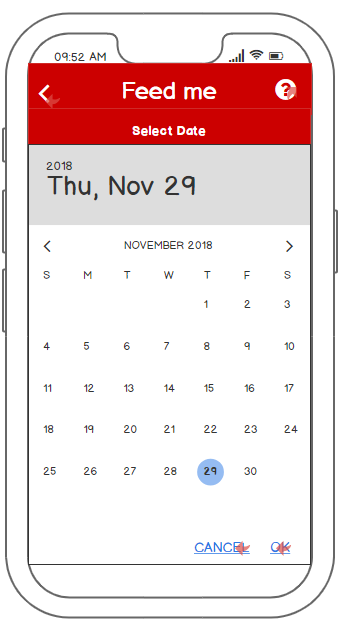 09:52 AM
Feed me
?
Select Date
2018
Thu, Nov 29
NOVEMBER 2018
S M T W T F S
1 2 3
4 5 6 7 8 9 10
11 12 13 14 15 16 17
18 19 20 21 22 23 24
25 26 27 28 29 30
CANCEL OK